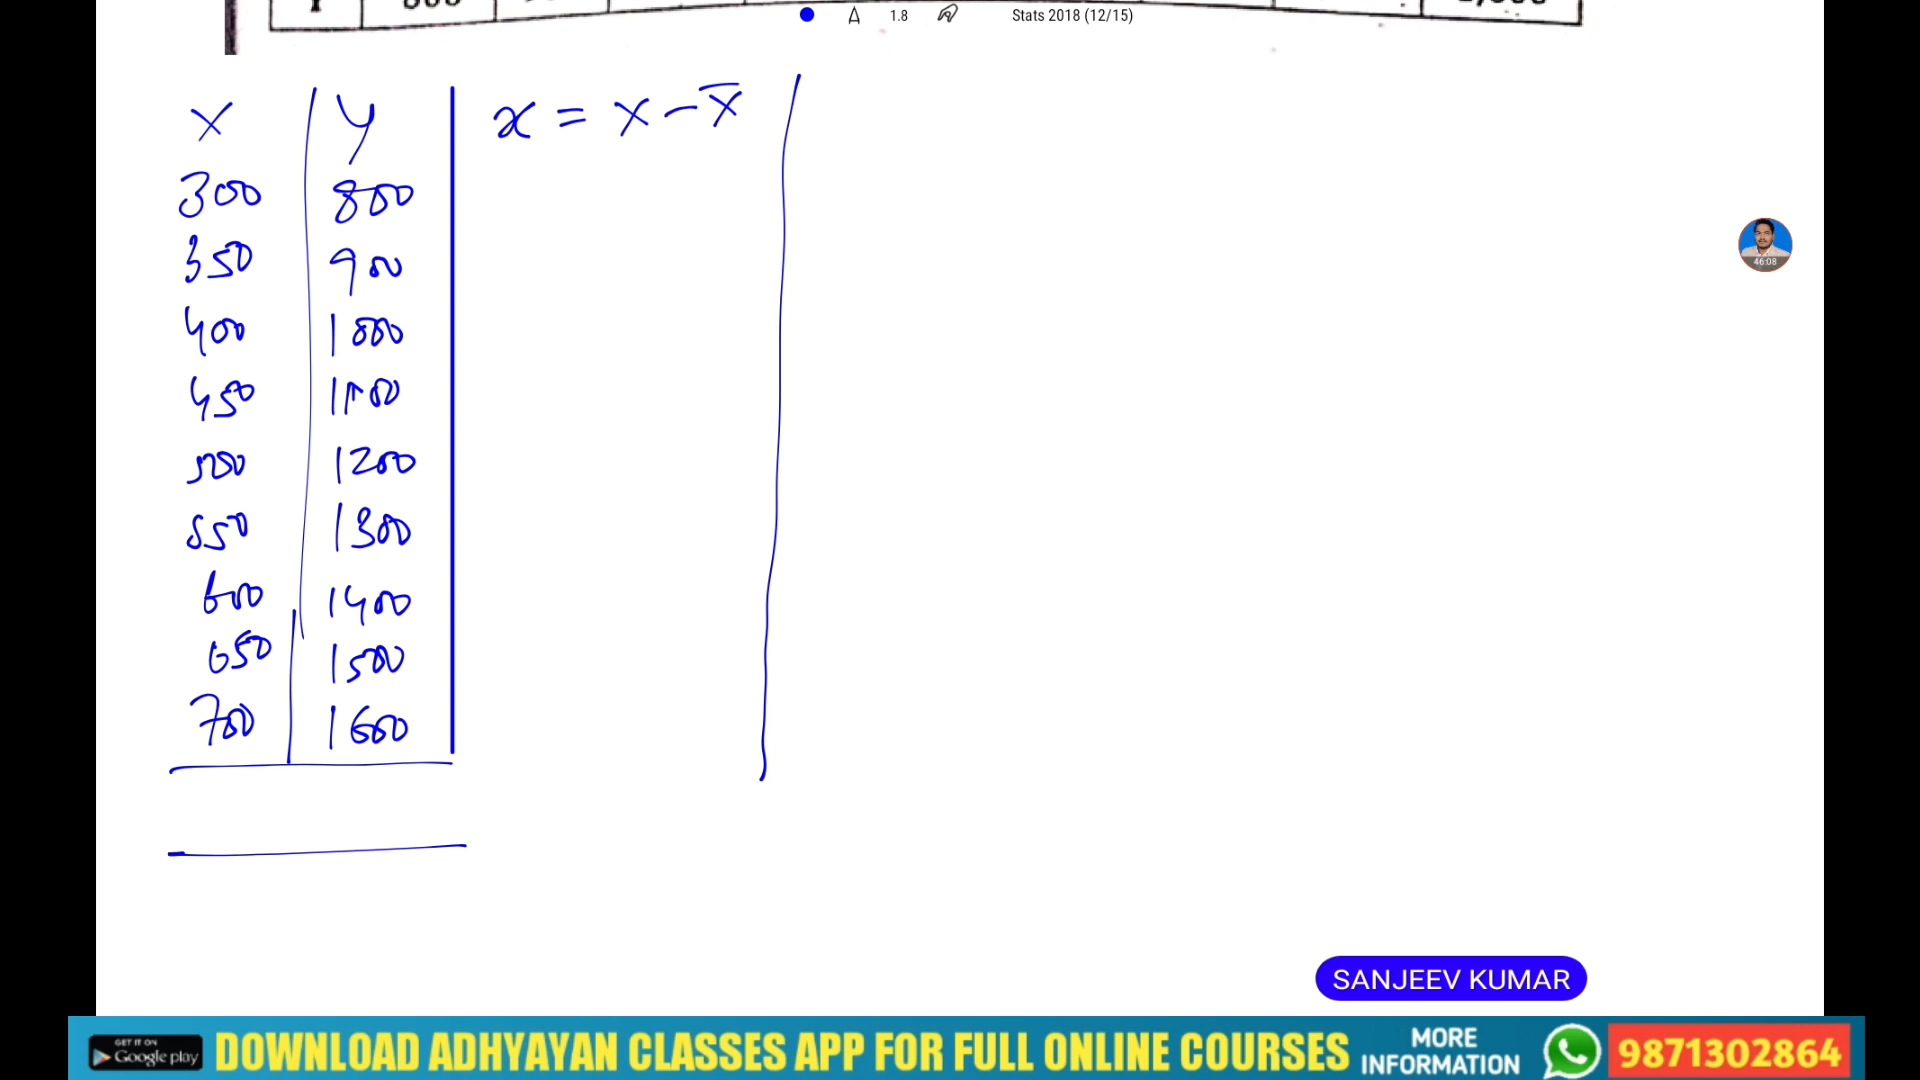 Stats 2018 (12/15)
1.8
X Y x = X - X̅
300 800
350 900
400 1000
450 1100
500 1200
550 1300
600 1400
650 1500
700 1600
46:08
SANJEEV KUMAR
GET IT ON
Google play
DOWNLOAD ADHYAYAN CLASSES APP FOR FULL ONLINE COURSES
MORE
INFORMATION
9871302864